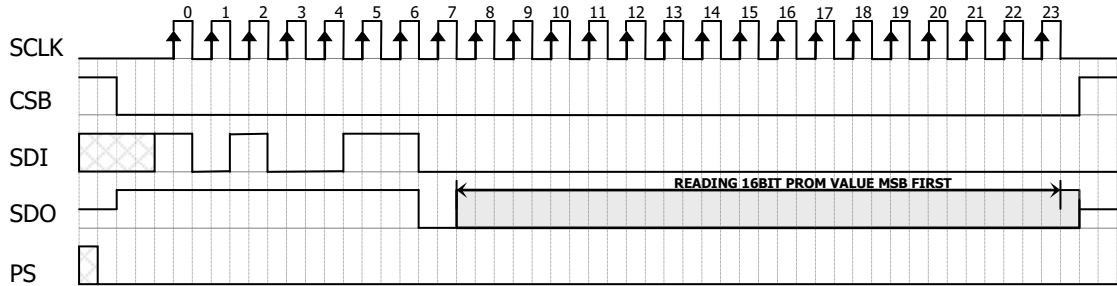 0 1 2 3 4 5 6 7 8 9 10 11 12 13 14 15 16 17 18 19 20 21 22 23
SCLK
CSB
SDI
READING 16BIT PROM VALUE MSB FIRST
SDO
PS